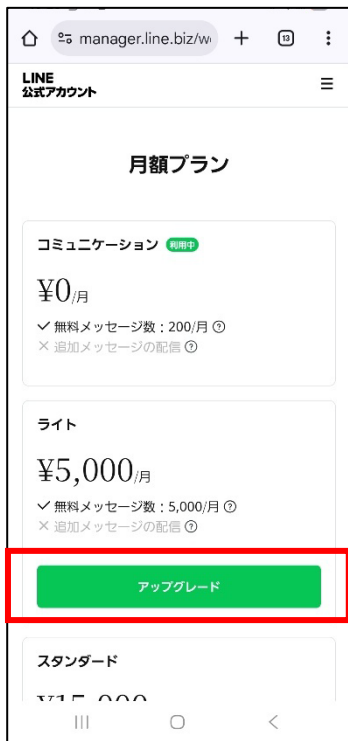 manager.line.biz/w
13
LINE
公式アカウント
月額プラン
コミュニケーション 利用中
¥0/月
無料メッセージ数：200/月
追加メッセージの配信
ライト
¥5,000/月
無料メッセージ数：5,000/月
追加メッセージの配信
アップグレード
スタンダード
¥15,000